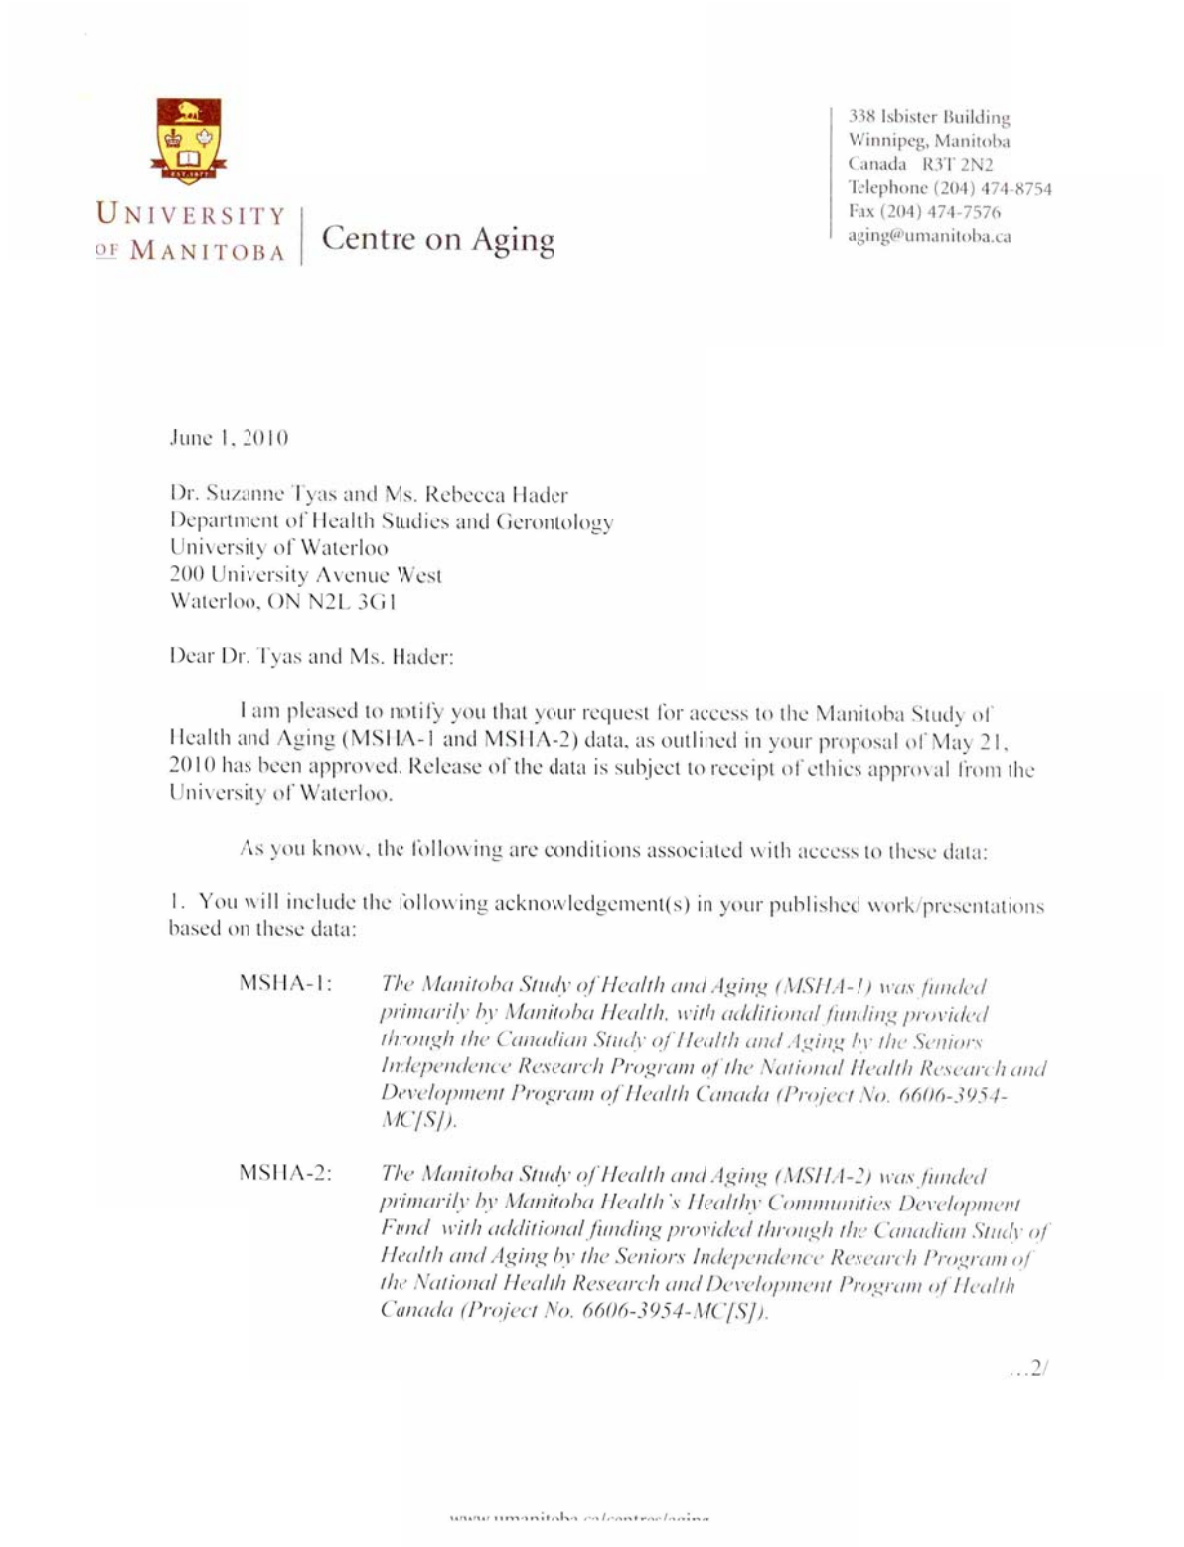 EST. 1877
UNIVERSITY
OF MANITOBA
Centre on Aging
338 Isbister Building
Winnipeg, Manitoba
Canada R3T 2N2
Telephone (204) 474-8754
Fax (204) 474-7576
aging@umanitoba.ca
June 1, 2010
Dr. Suzanne Tyas and Ms. Rebecca Hader
Department of Health Studies and Gerontology
University of Waterloo
200 University Avenue West
Waterloo, ON N2L 3G1
Dear Dr. Tyas and Ms. Hader:
I am pleased to notify you that your request for access to the Manitoba Study of
Health and Aging (MSHA-1 and MSHA-2) data, as outlined in your proposal of May 21,
2010 has been approved. Release of the data is subject to receipt of ethics approval from the
University of Waterloo.
As you know, the following are conditions associated with access to these data:
1. You will include the following acknowledgement(s) in your published work/presentations
based on these data:
MSHA-1: The Manitoba Study of Health and Aging (MSHA-1) was funded
primarily by Manitoba Health, with additional funding provided
through the Canadian Study of Health and Aging by the Seniors
Independence Research Program of the National Health Research and
Development Program of Health Canada (Project No. 6606-3954-
MC[S]).
MSHA-2: The Manitoba Study of Health and Aging (MSHA-2) was funded
primarily by Manitoba Health's Healthy Communities Development
Fund with additional funding provided through the Canadian Study of
Health and Aging by the Seniors Independence Research Program of
the National Health Research and Development Program of Health
Canada (Project No. 6606-3954-MC[S]).
...2/
www.umanitoba.ca/centres/aging